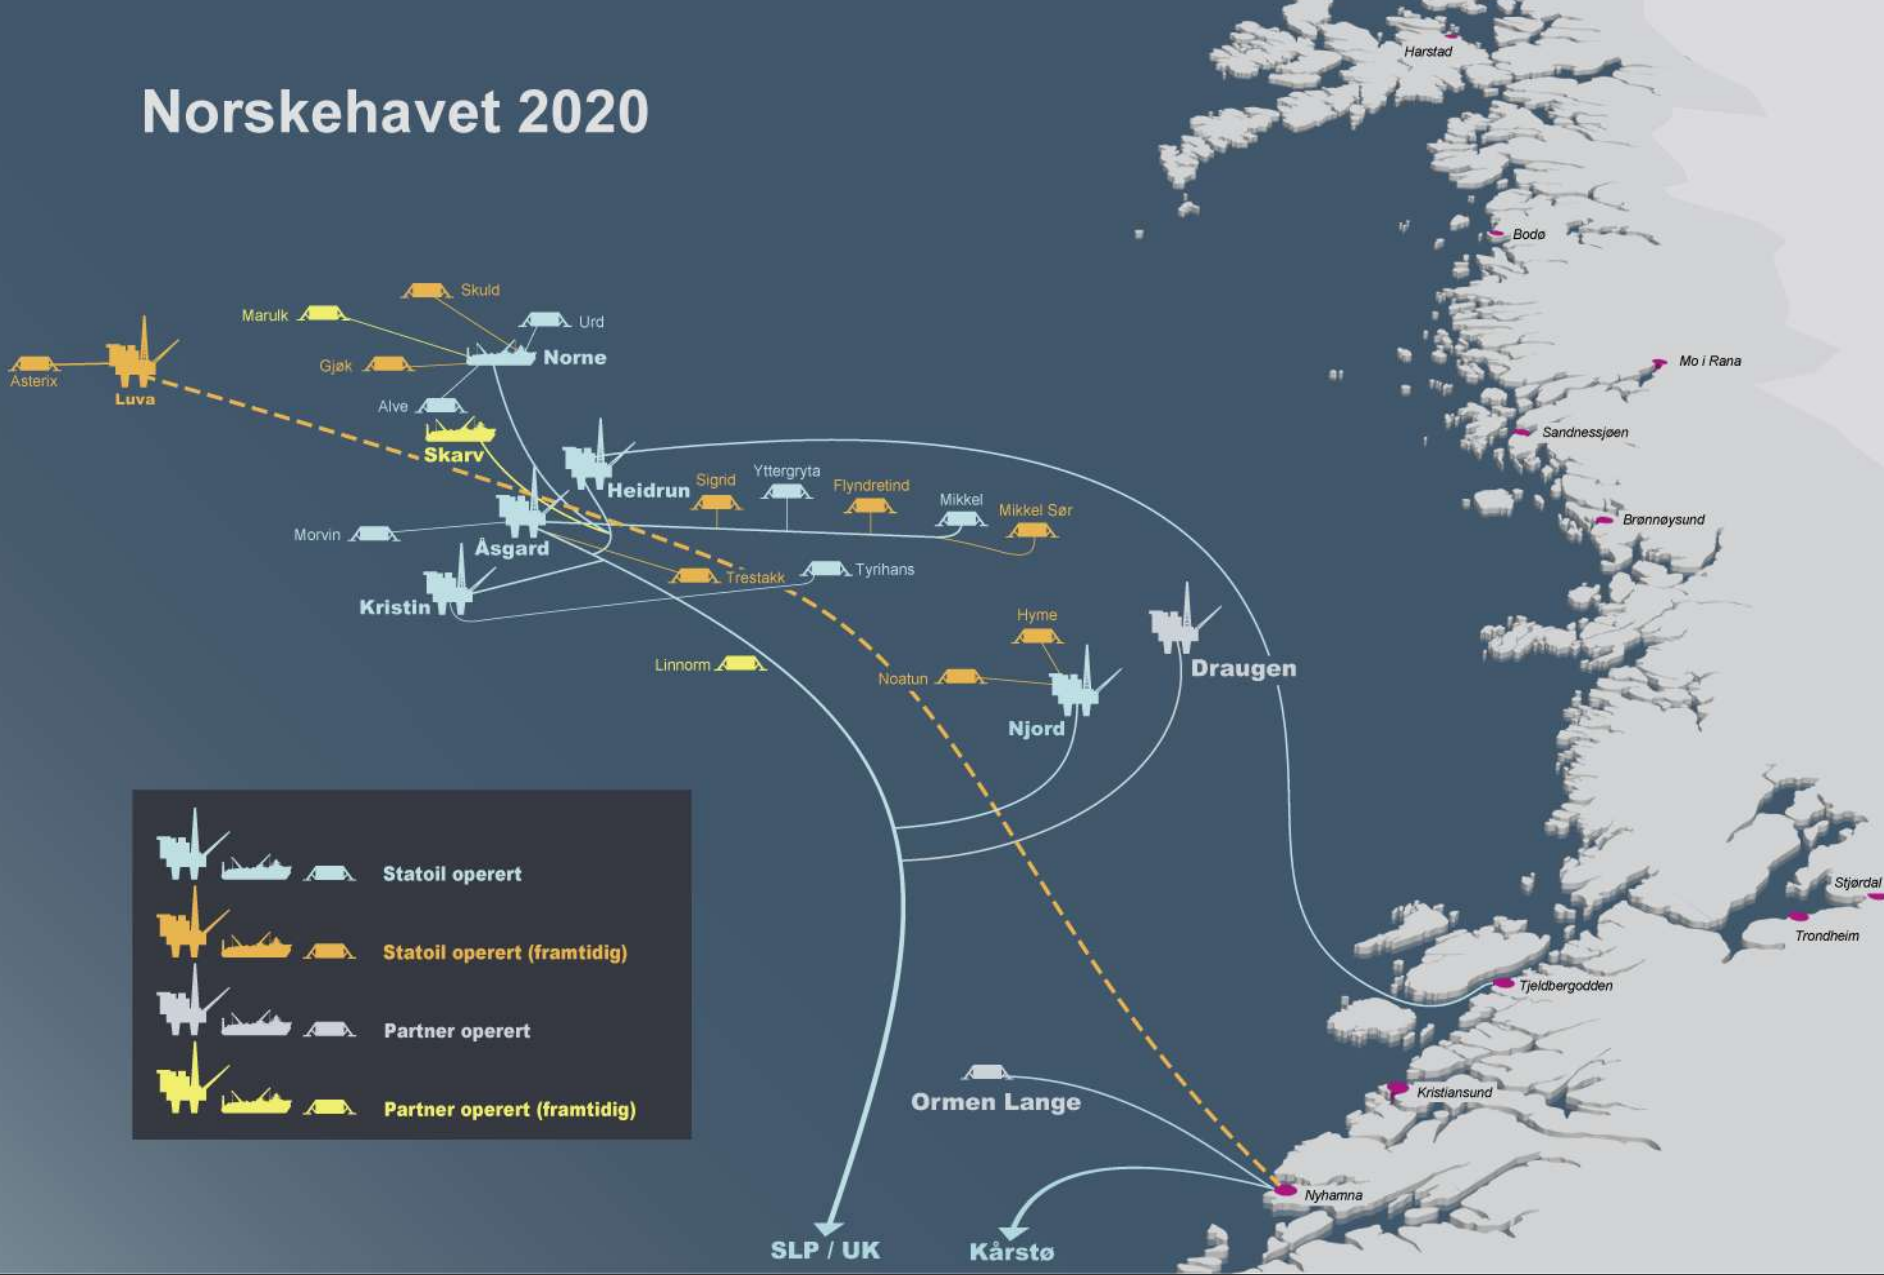 Norskehavet 2020
Harstad
Bodø
Mo i Rana
Sandnessjøen
Brønnøysund
Skuld
Marulk
Urd
Norne
Gjøk
Asterix
Luva
Alve
Skarv
Heidrun
Sigrid
Yttergryta
Flyndretind
Mikkel
Mikkel Sør
Morvin
Åsgard
Trestakk
Tyrihans
Kristin
Hyme
Linnorm
Noatun
Draugen
Njord
Statoil operert
Statoil operert (framtidig)
Partner operert
Partner operert (framtidig)
Stjørdal
Trondheim
Tjeldbergodden
Kristiansund
Ormen Lange
Nyhamna
SLP / UK
Kårstø